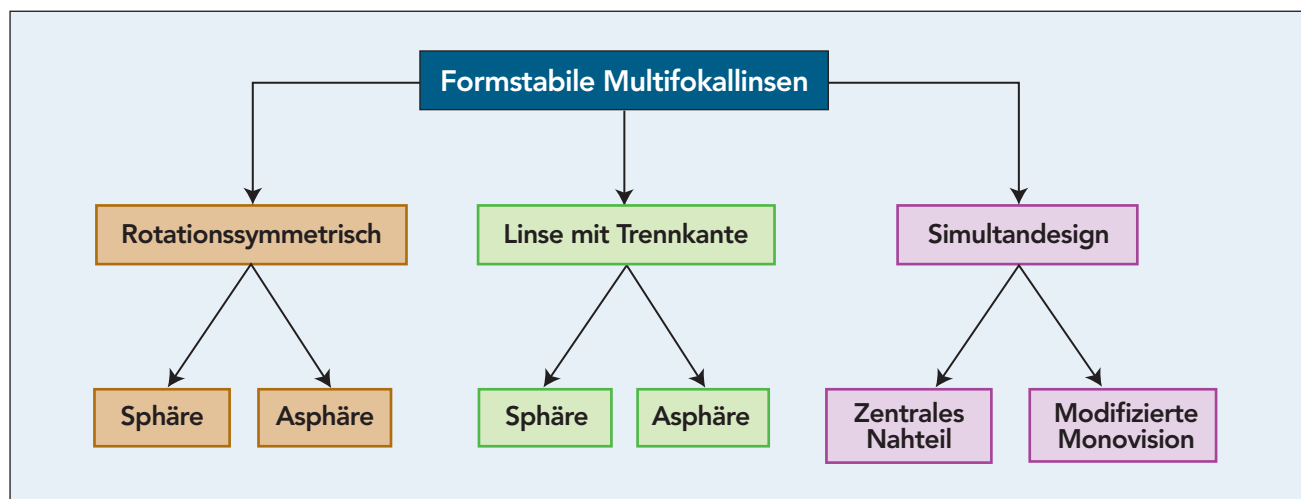 Formstabile Multifokallinsen
Rotationssymmetrisch
Linse mit Trennkante
Simultandesign
Sphäre
Asphäre
Sphäre
Asphäre
Zentrales
Nahteil
Modifizierte
Monovision